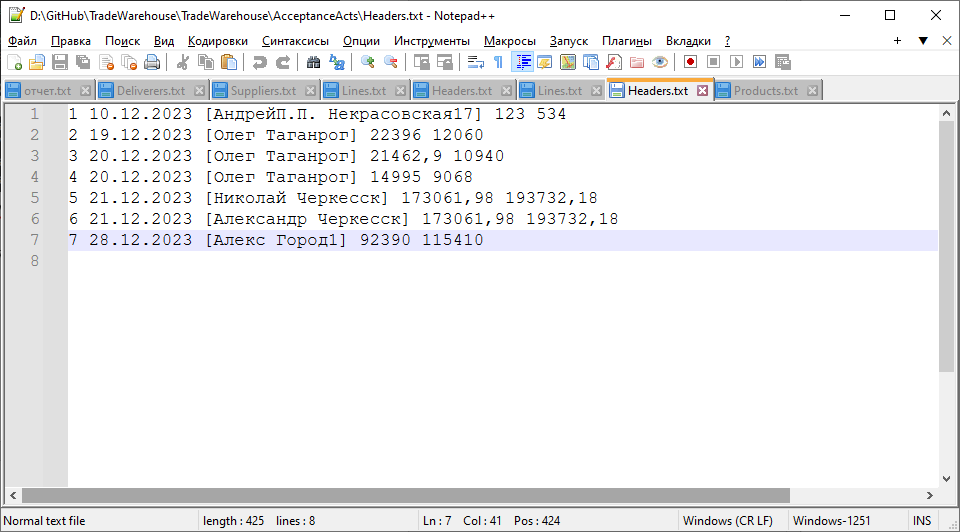 D:\GitHub\TradeWarehouse\TradeWarehouse\AcceptanceActs\Headers.txt - Notepad++
Файл Правка Поиск Вид Кодировки Синтаксисы Опции Инструменты Макросы Запуск Плагины Вкладки ? + ▼ X
отчет.txt Deliverers.txt Suppliers.txt Lines.txt Headers.txt Lines.txt Headers.txt Products.txt
1 1 10.12.2023 [АндрейП.П. Некрасовская17] 123 534
2 2 19.12.2023 [Олег Таганрог] 22396 12060
3 3 20.12.2023 [Олег Таганрог] 21462,9 10940
4 4 20.12.2023 [Олег Таганрог] 14995 9068
5 5 21.12.2023 [Николай Черкесск] 173061,98 193732,18
6 6 21.12.2023 [Александр Черкесск] 173061,98 193732,18
7 7 28.12.2023 [Алекс Город1] 92390 115410
8
Normal text file length : 425 lines : 8 Ln : 7 Col : 41 Pos : 424 Windows (CR LF) Windows-1251 INS